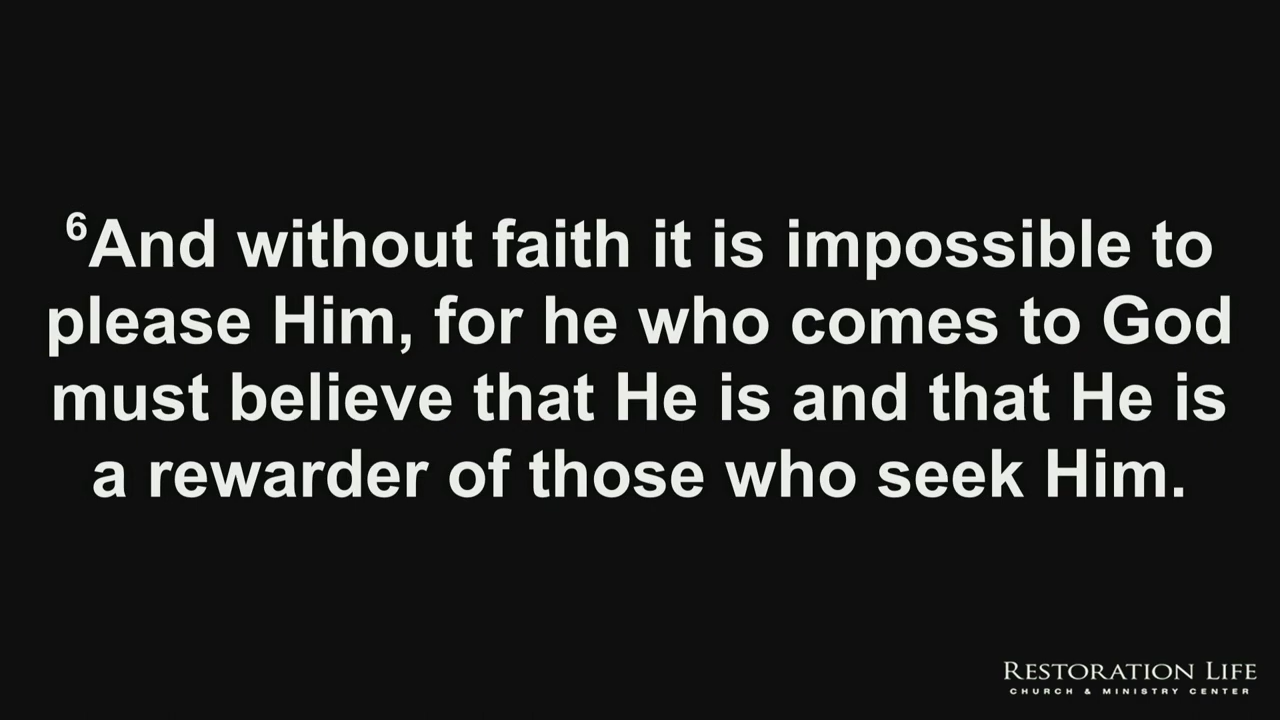 ⁶And without faith it is impossible to
please Him, for he who comes to God
must believe that He is and that He is
a rewarder of those who seek Him.
RESTORATION LIFE
CHURCH & MINISTRY CENTER